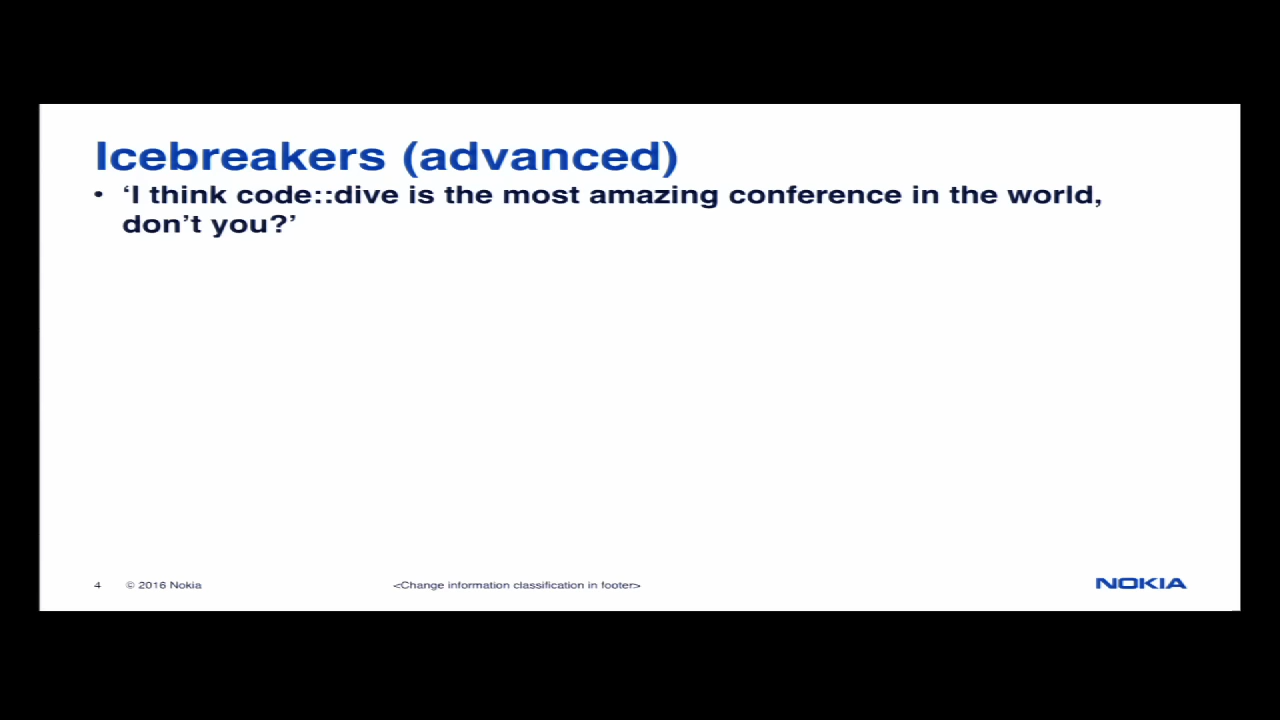 Icebreakers (advanced)
• ‘I think code::dive is the most amazing conference in the world,
don’t you?’
4 © 2016 Nokia <Change information classification in footer> NOKIA